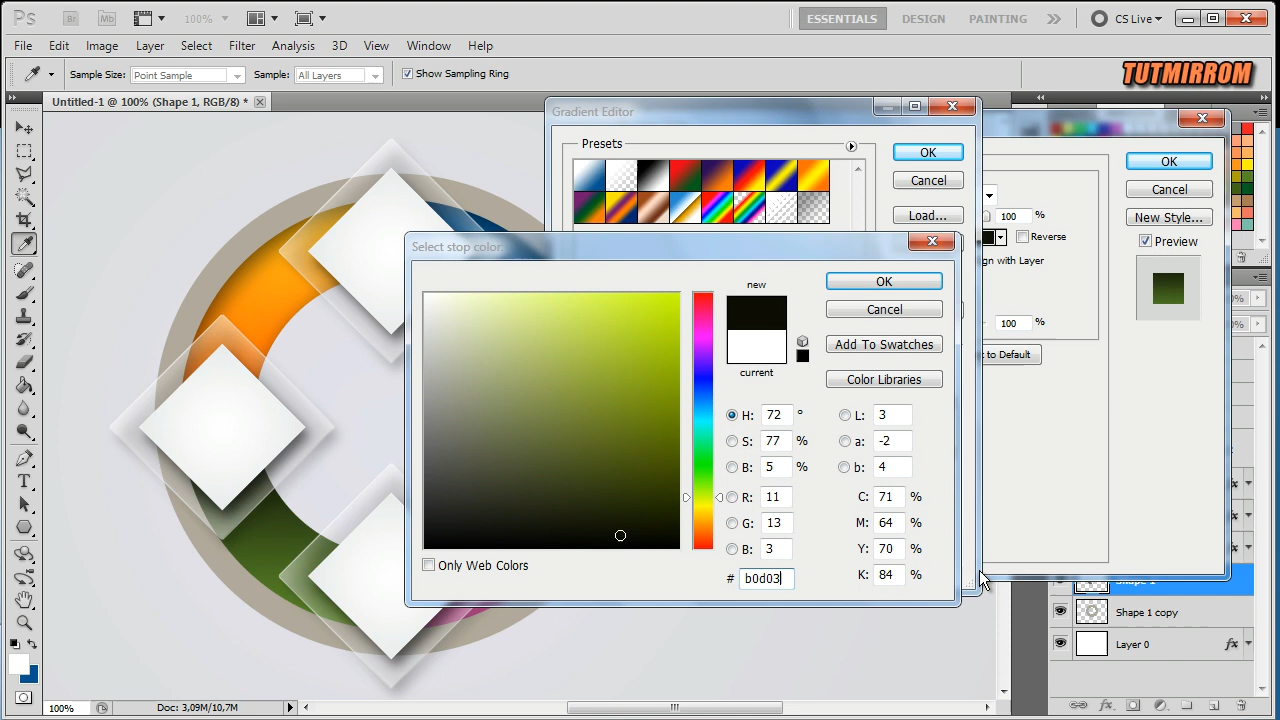 Ps Br Mb 100% ESSENTIALS DESIGN PAINTING CS Live
File Edit Image Layer Select Filter Analysis 3D View Window Help
Sample Size: Point Sample Sample: All Layers Show Sampling Ring
TUTMIRROM
Untitled-1 @ 100% (Shape 1, RGB/8) *
Gradient Editor
Presets
OK
Cancel
Load...
OK
Cancel
New Style...
Preview
100 %
Reverse
gn with Layer
100 %
to Default
Select stop color:
new
current
OK
Cancel
Add To Swatches
Color Libraries
H: 72 ° L: 3
S: 77 % a: -2
B: 5 % b: 4
R: 11 C: 71 %
G: 13 M: 64 %
B: 3 Y: 70 %
# b0d03 K: 84 %
Only Web Colors
0%
0%
fx
fx
fx
Shape 1
Shape 1 copy
Layer 0 fx
100% Doc: 3,09M/10,7M